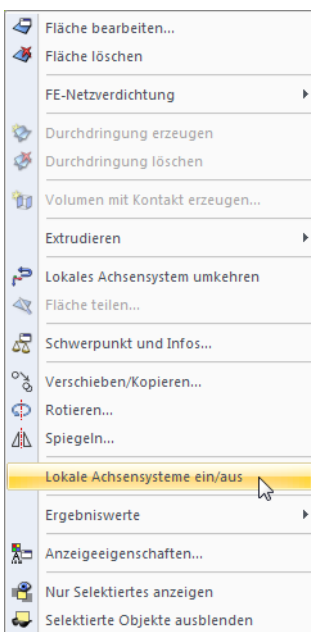 Fläche bearbeiten...
Fläche löschen
FE-Netzverdichtung
Durchdringung erzeugen
Durchdringung löschen
Volumen mit Kontakt erzeugen...
Extrudieren
Lokales Achsensystem umkehren
Fläche teilen...
Schwerpunkt und Infos...
Verschieben/Kopieren...
Rotieren...
Spiegeln...
Lokale Achsensysteme ein/aus
Ergebniswerte
Anzeigeeigenschaften...
Nur Selektiertes anzeigen
Selektierte Objekte ausblenden